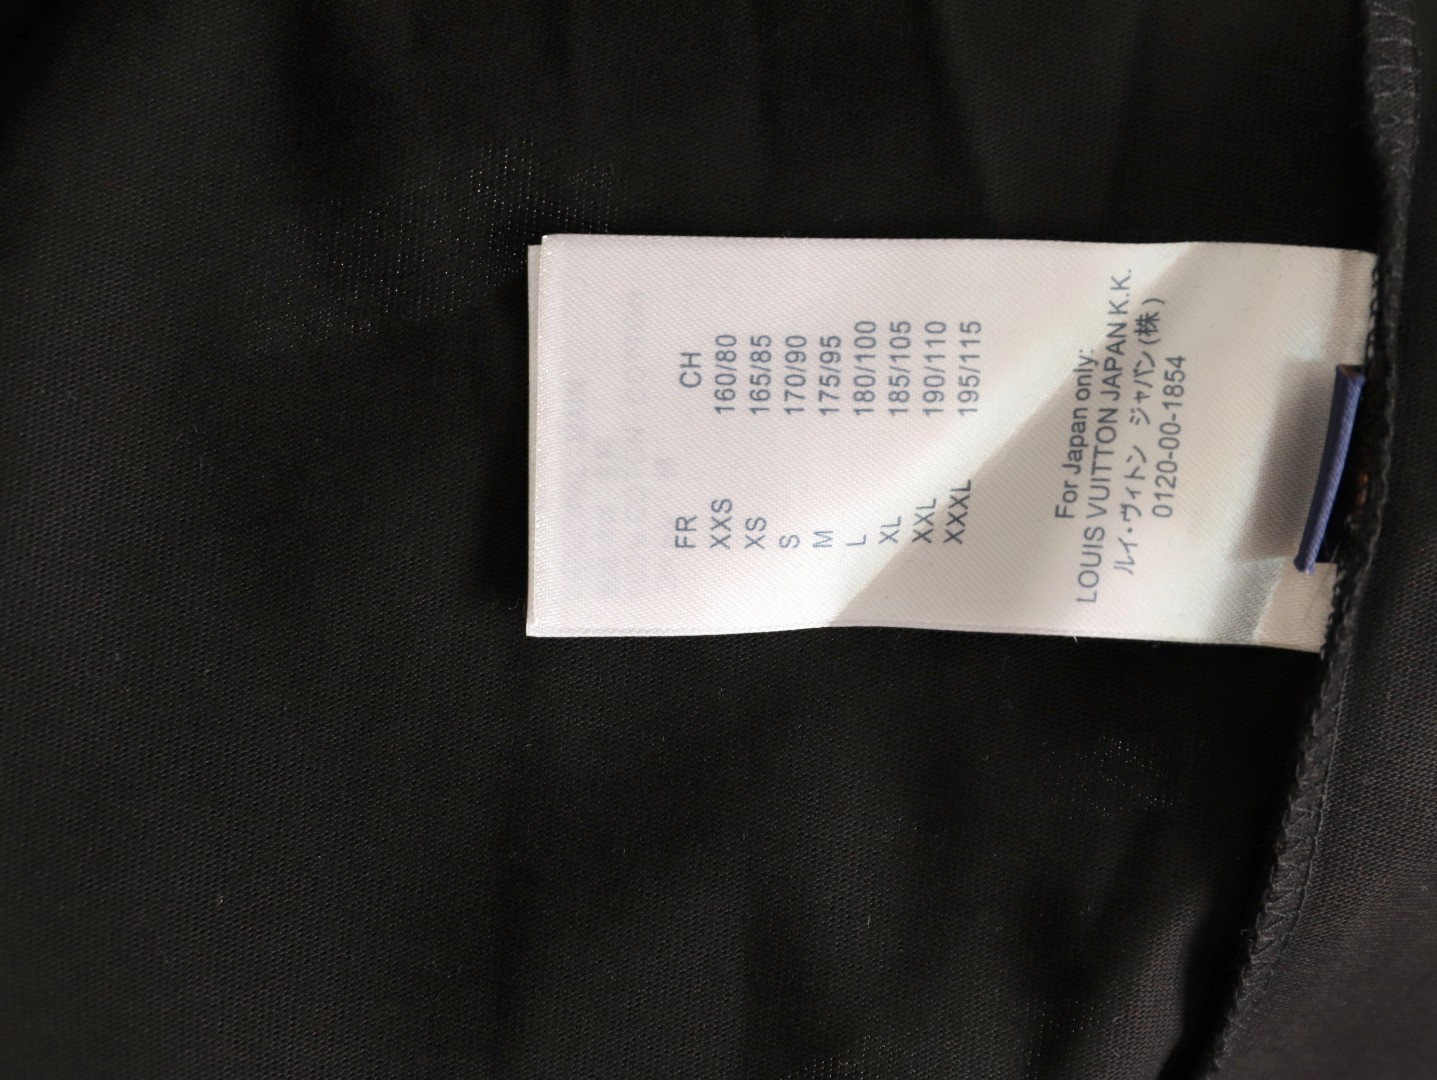 FR CH
XXS 160/80
XS 165/85
S 170/90
M 175/95
L 180/100
XL 185/105
XXL 190/110
XXXL 195/115
For Japan only:
LOUIS VUITTON JAPAN K.K.
ルイ・ヴィトン ジャパン(株)
0120-00-1854